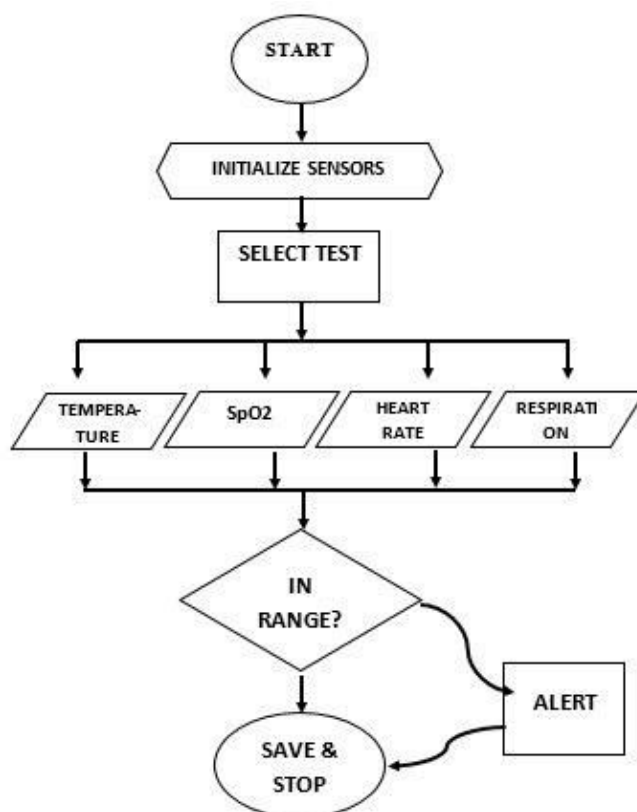 START
INITIALIZE SENSORS
SELECT TEST
TEMPERA-
TURE
SpO2
HEART
RATE
RESPIRATI
ON
IN
RANGE?
ALERT
SAVE &
STOP